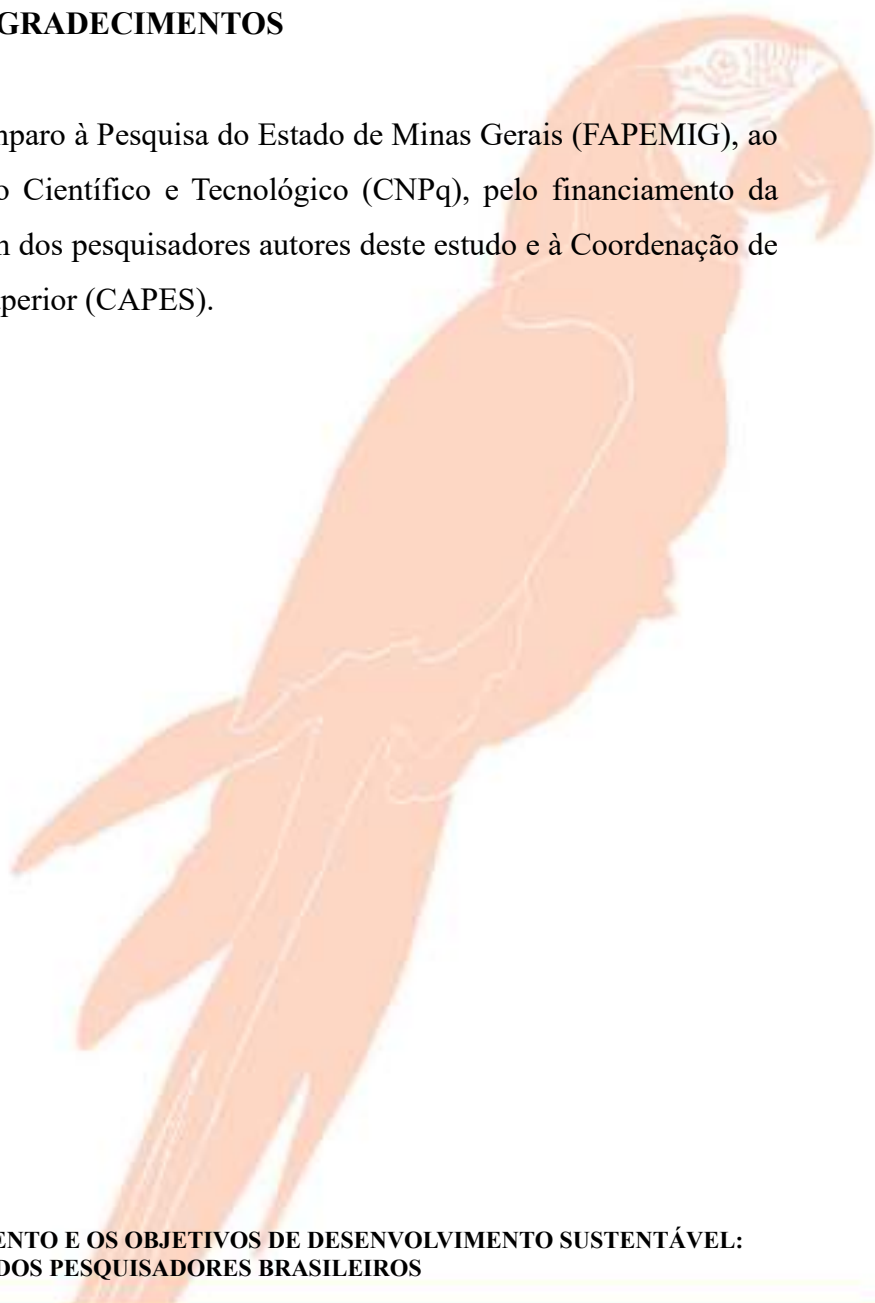 GRADECIMENTOS
mparo à Pesquisa do Estado de Minas Gerais (FAPEMIG), ao
o Científico e Tecnológico (CNPq), pelo financiamento da
m dos pesquisadores autores deste estudo e à Coordenação de
uperior (CAPES).
ENTO E OS OBJETIVOS DE DESENVOLVIMENTO SUSTENTÁVEL:
DOS PESQUISADORES BRASILEIROS